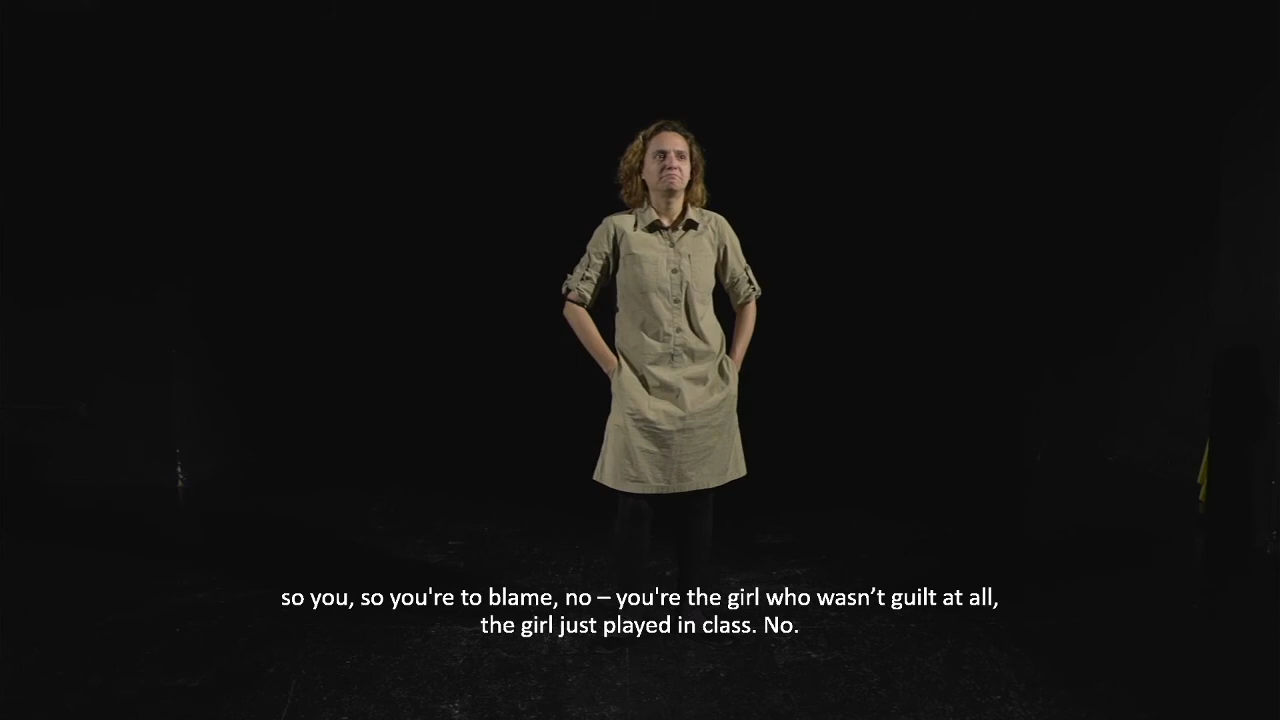 so you, so you're to blame, no – you're the girl who wasn’t guilt at all,
the girl just played in class. No.